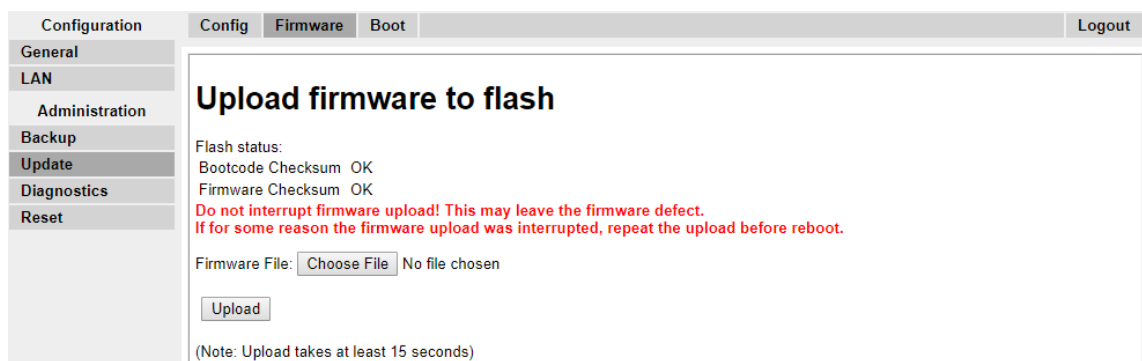 Configuration
General
LAN
Administration
Backup
Update
Diagnostics
Reset
Config Firmware Boot Logout
Upload firmware to flash
Flash status:
Bootcode Checksum OK
Firmware Checksum OK
Do not interrupt firmware upload! This may leave the firmware defect.
If for some reason the firmware upload was interrupted, repeat the upload before reboot.
Firmware File: Choose File No file chosen
Upload
(Note: Upload takes at least 15 seconds)